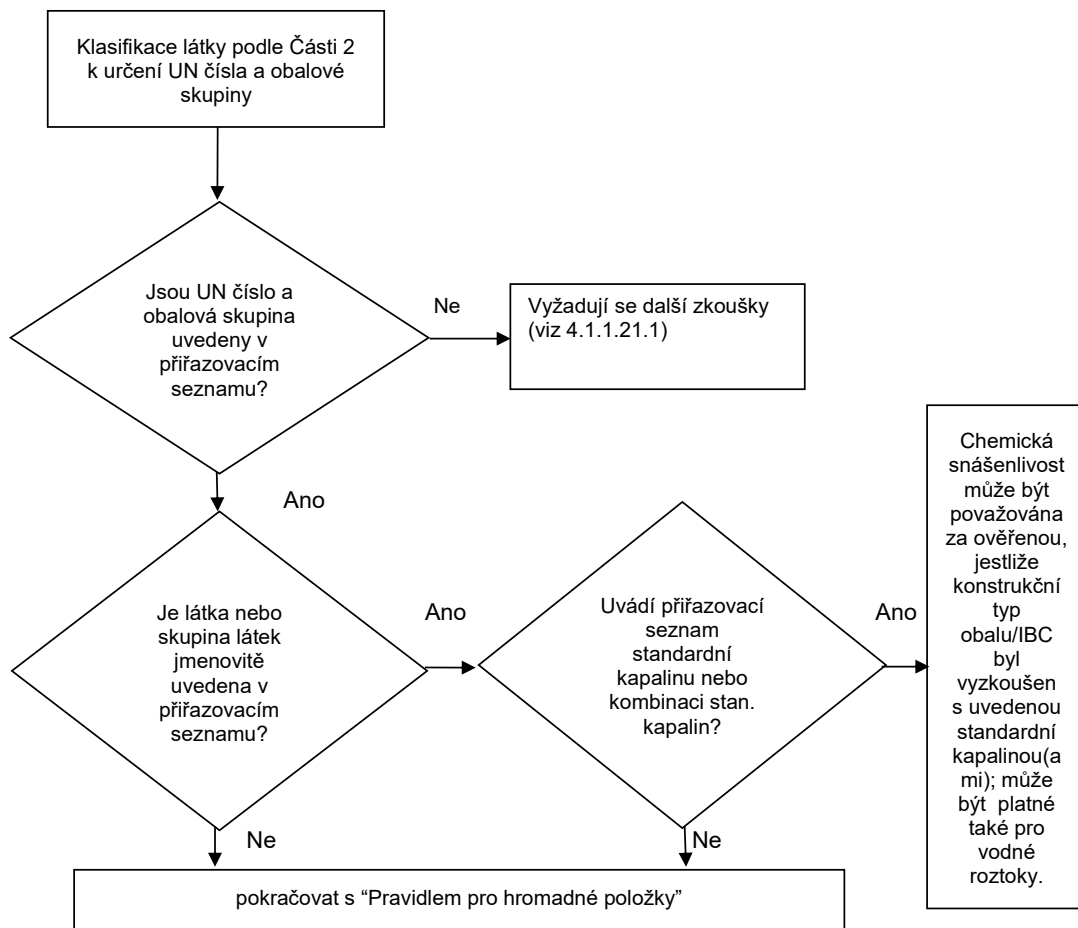 Klasifikace látky podle Části 2
k určení UN čísla a obalové
skupiny
Jsou UN číslo a
obalová skupina
uvedeny v
přiřazovacím
seznamu?
Ne
Vyžadují se další zkoušky
(viz 4.1.1.21.1)
Ano
Je látka nebo
skupina látek
jmenovitě
uvedena v
přiřazovacím
seznamu?
Ano
Uvádí přiřazovací
seznam
standardní
kapalinu nebo
kombinaci stan.
kapalin?
Ano
Chemická
snášenlivost
může být
považována
za ověřenou,
jestliže
konstrukční
typ
obalu/IBC
byl
vyzkoušen
s uvedenou
standardní
kapalinou(a
mi); může
být platné
také pro
vodné
roztoky.
Ne
Ne
pokračovat s “Pravidlem pro hromadné položky”